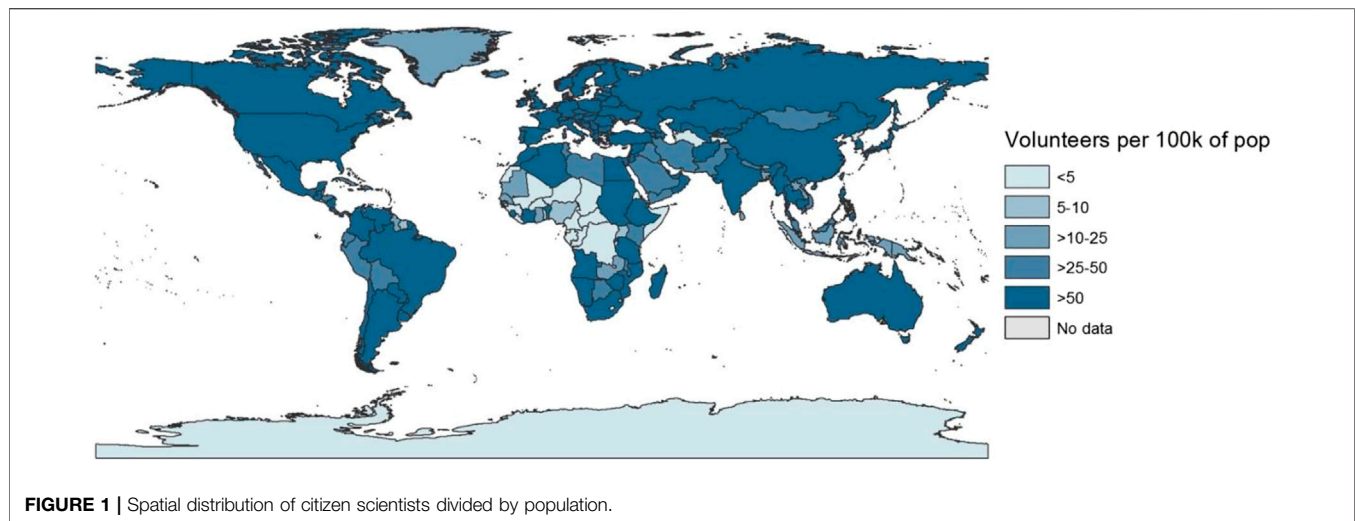 Volunteers per 100k of pop
<5
5-10
>10-25
>25-50
>50
No data
FIGURE 1 | Spatial distribution of citizen scientists divided by population.